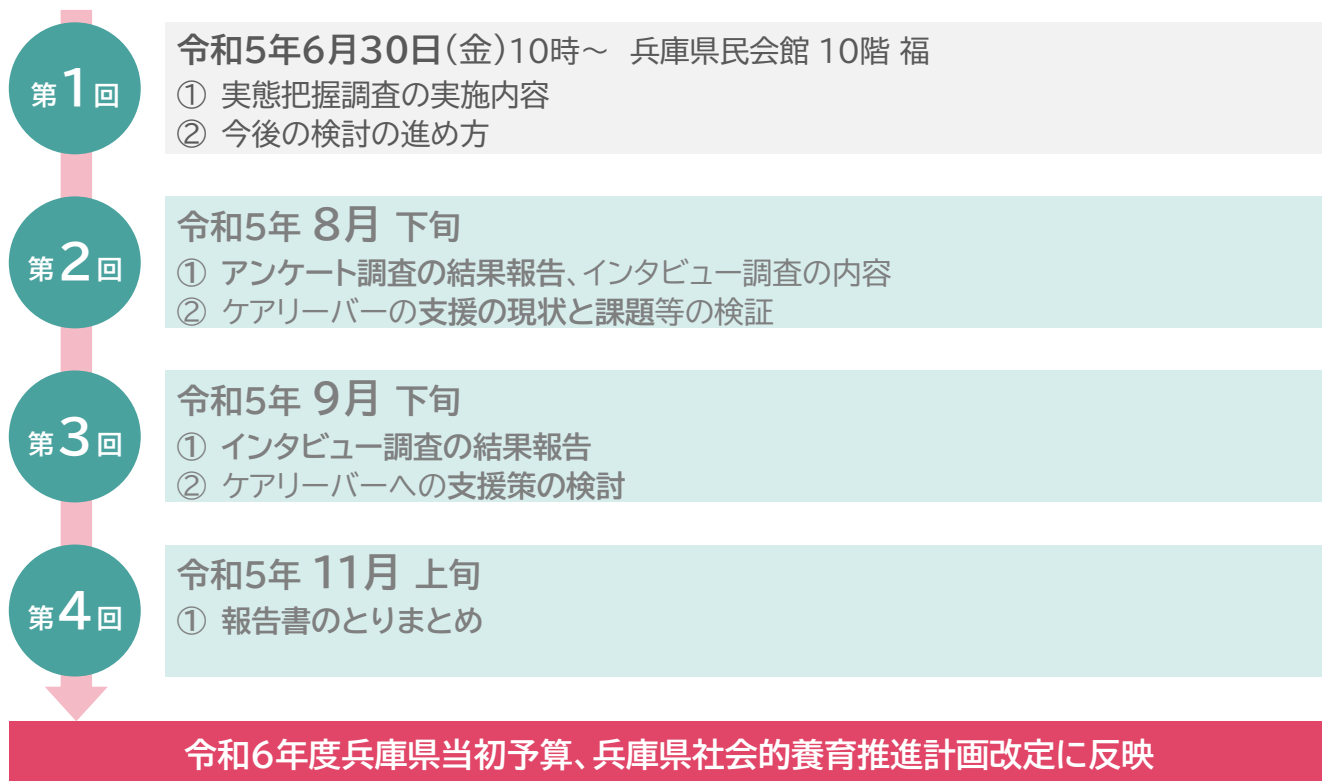 第1回
令和5年6月30日(金)10時～ 兵庫県民会館 10階 福
① 実態把握調査の実施内容
② 今後の検討の進め方
第2回
令和5年 8月 下旬
① アンケート調査の結果報告、インタビュー調査の内容
② ケアリーバーの支援の現状と課題等の検証
第3回
令和5年 9月 下旬
① インタビュー調査の結果報告
② ケアリーバーへの支援策の検討
第4回
令和5年 11月 上旬
① 報告書のとりまとめ
令和6年度兵庫県当初予算、兵庫県社会的養育推進計画改定に反映